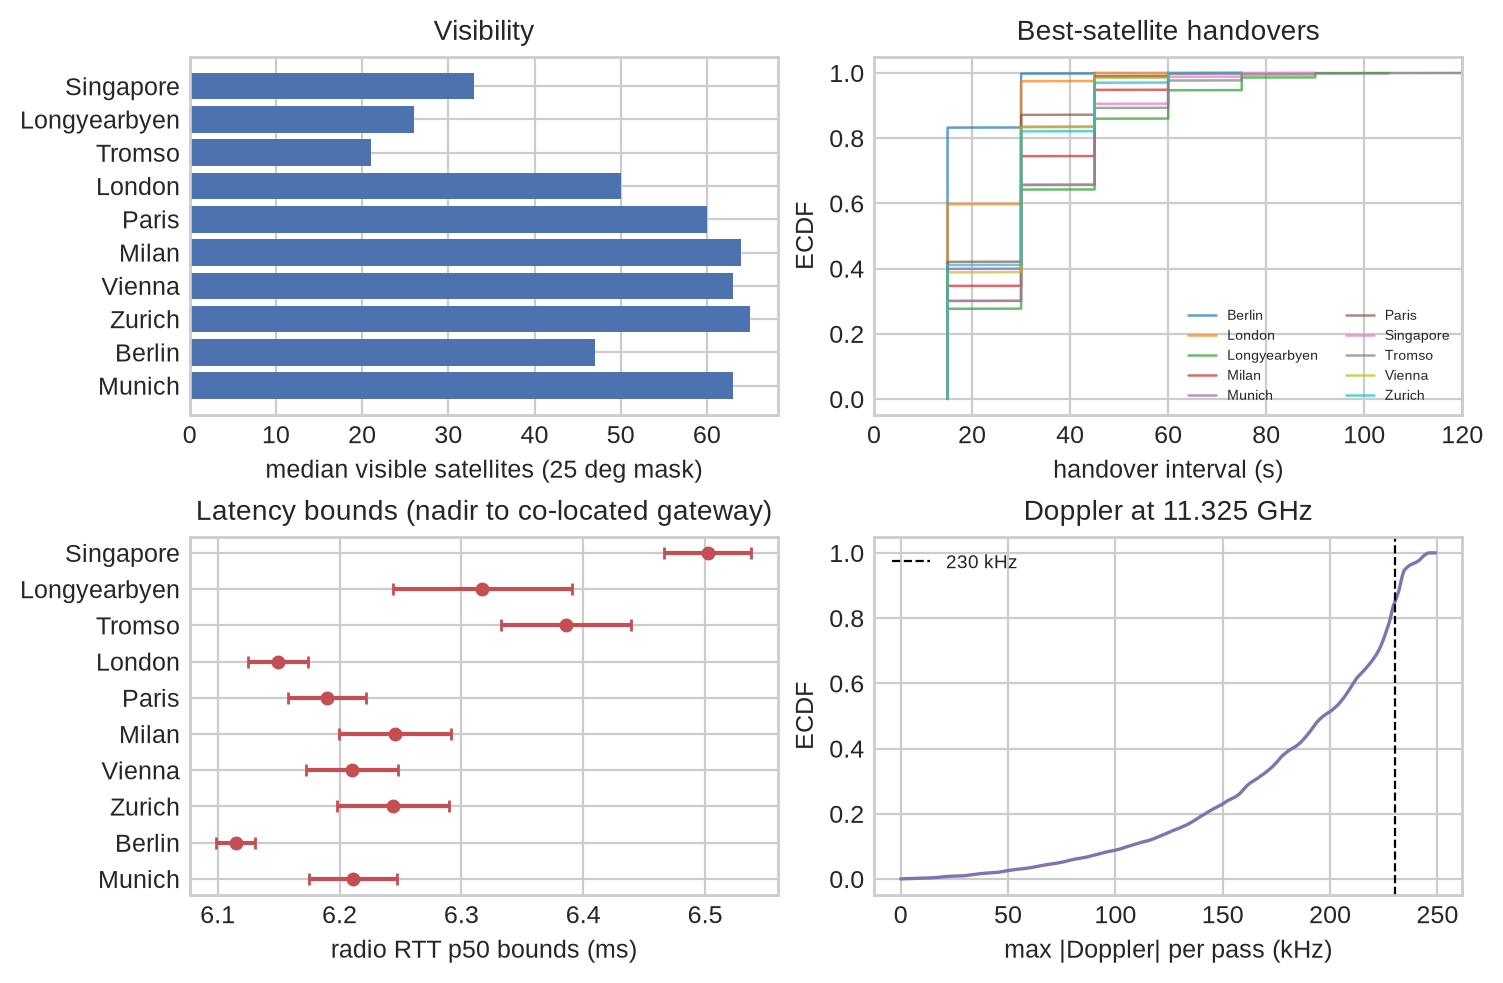 Visibility
Singapore
Longyearbyen
Tromso
London
Paris
Milan
Vienna
Zurich
Berlin
Munich
0 10 20 30 40 50 60
median visible satellites (25 deg mask)
Best-satellite handovers
ECDF
1.0
0.8
0.6
0.4
0.2
0.0
Berlin
London
Longyearbyen
Milan
Munich
Paris
Singapore
Tromso
Vienna
Zurich
0 20 40 60 80 100 120
handover interval (s)
Latency bounds (nadir to co-located gateway)
Singapore
Longyearbyen
Tromso
London
Paris
Milan
Vienna
Zurich
Berlin
Munich
6.1 6.2 6.3 6.4 6.5
radio RTT p50 bounds (ms)
Doppler at 11.325 GHz
ECDF
1.0
0.8
0.6
0.4
0.2
0.0
230 kHz
0 50 100 150 200 250
max |Doppler| per pass (kHz)